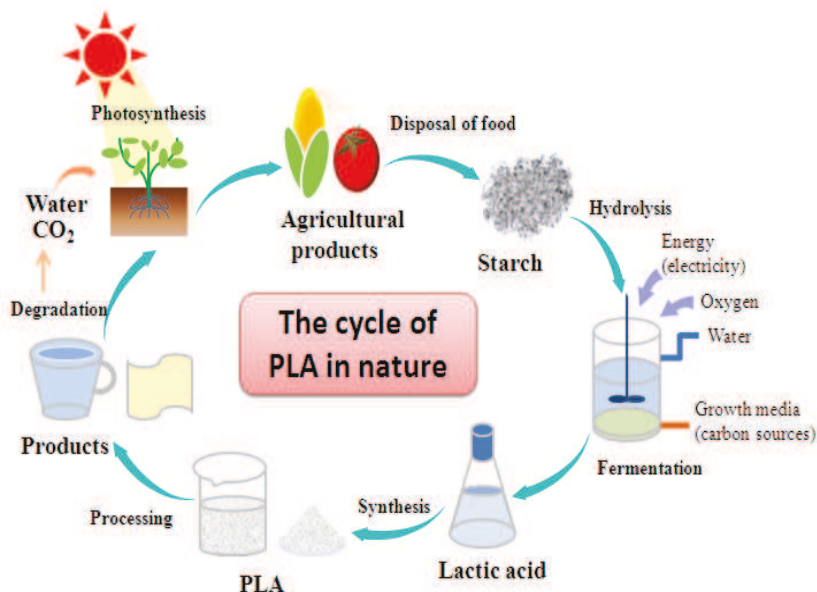 Photosynthesis
Disposal of food
Water
CO₂
Agricultural
products
Hydrolysis
Starch
Energy
(electricity)
Oxygen
Degradation
The cycle of
PLA in nature
Water
Growth media
(carbon sources)
Products
Fermentation
Processing
Synthesis
Lactic acid
PLA